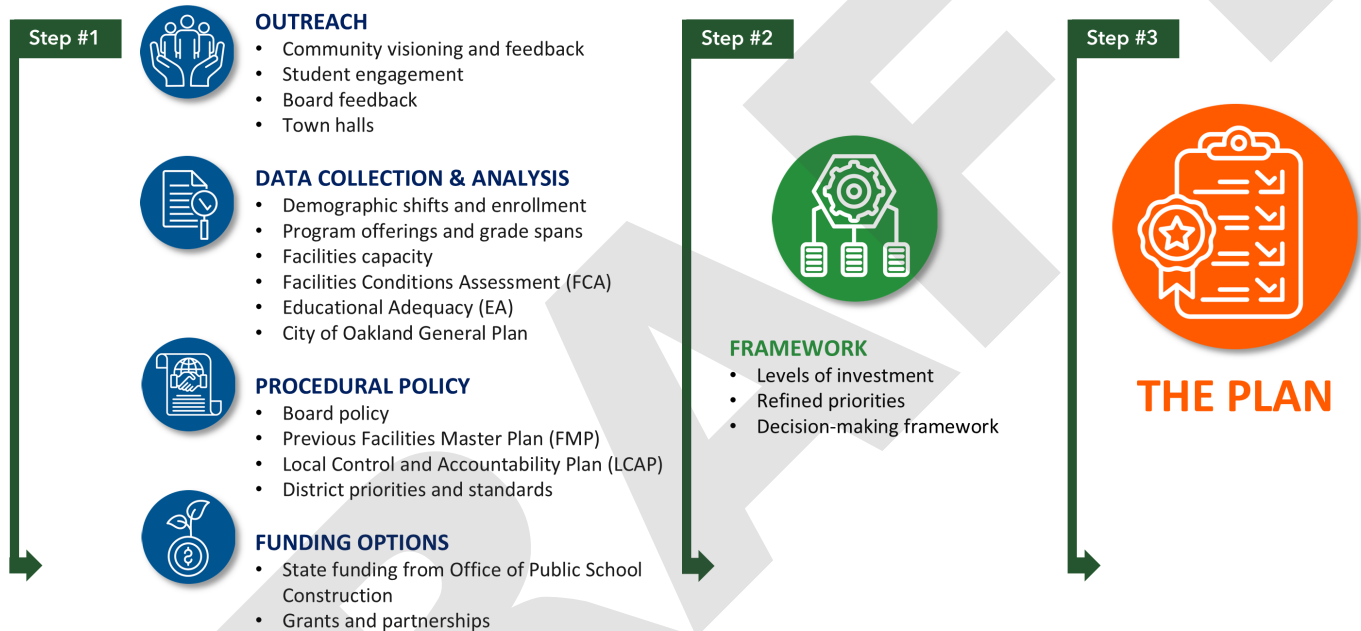 Step #1
OUTREACH
• Community visioning and feedback
• Student engagement
• Board feedback
• Town halls
DATA COLLECTION & ANALYSIS
• Demographic shifts and enrollment
• Program offerings and grade spans
• Facilities capacity
• Facilities Conditions Assessment (FCA)
• Educational Adequacy (EA)
• City of Oakland General Plan
PROCEDURAL POLICY
• Board policy
• Previous Facilities Master Plan (FMP)
• Local Control and Accountability Plan (LCAP)
• District priorities and standards
FUNDING OPTIONS
• State funding from Office of Public School
Construction
• Grants and partnerships
Step #2
FRAMEWORK
• Levels of investment
• Refined priorities
• Decision-making framework
Step #3
THE PLAN